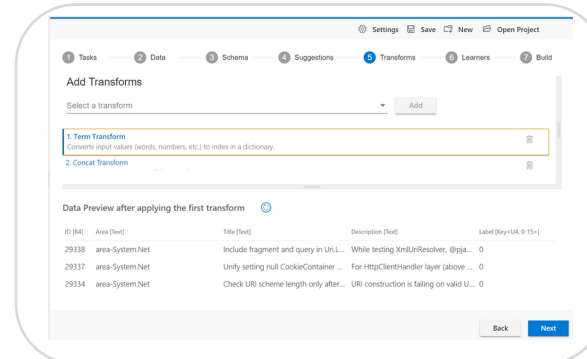 Settings Save New Open Project
1 Tasks 2 Data 3 Schema 4 Suggestions 5 Transforms 6 Learners 7 Build
Add Transforms
Select a transform Add
1. Term Transform
Converts input values (words, numbers, etc.) to index in a dictionary.
2. Concat Transform
Data Preview after applying the first transform
ID [R4] Area [Text] Title [Text] Description [Text] Label [Key<U4, 0-15>]
29338 area-System.Net Include fragment and query in Uri.L... While testing XmlUriResolver, @pja... 0
29337 area-System.Net Unify setting null CookieContainer ... For HttpClientHandler layer (above ... 0
29334 area-System.Net Check URI scheme length only after... URI construction is failing on valid U... 0
Back Next